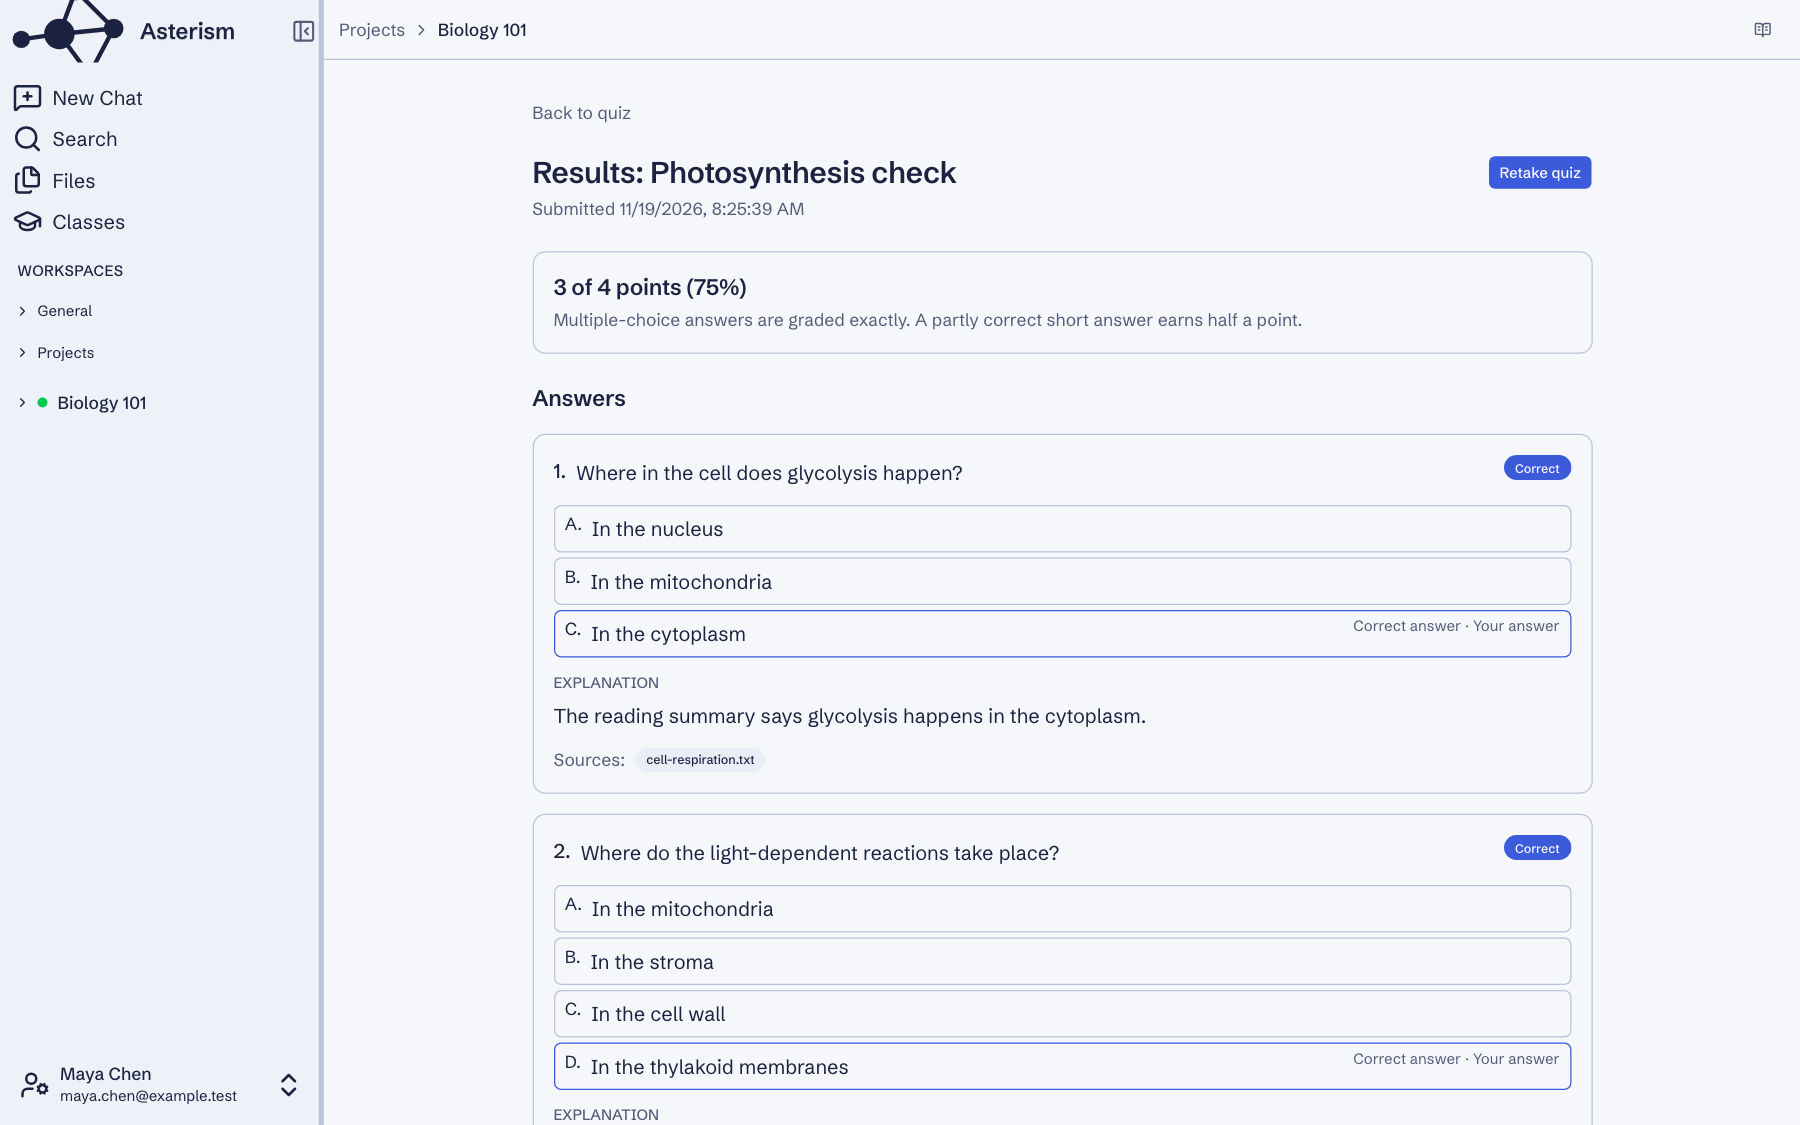 Asterism
New Chat
Search
Files
Classes
WORKSPACES
General
Projects
Biology 101
Maya Chen
maya.chen@example.test
Projects > Biology 101
Back to quiz
Results: Photosynthesis check
Retake quiz
Submitted 11/19/2026, 8:25:39 AM
3 of 4 points (75%)
Multiple-choice answers are graded exactly. A partly correct short answer earns half a point.
Answers
1. Where in the cell does glycolysis happen?
Correct
A. In the nucleus
B. In the mitochondria
C. In the cytoplasm
Correct answer · Your answer
EXPLANATION
The reading summary says glycolysis happens in the cytoplasm.
Sources: cell-respiration.txt
2. Where do the light-dependent reactions take place?
Correct
A. In the mitochondria
B. In the stroma
C. In the cell wall
D. In the thylakoid membranes
Correct answer · Your answer
EXPLANATION